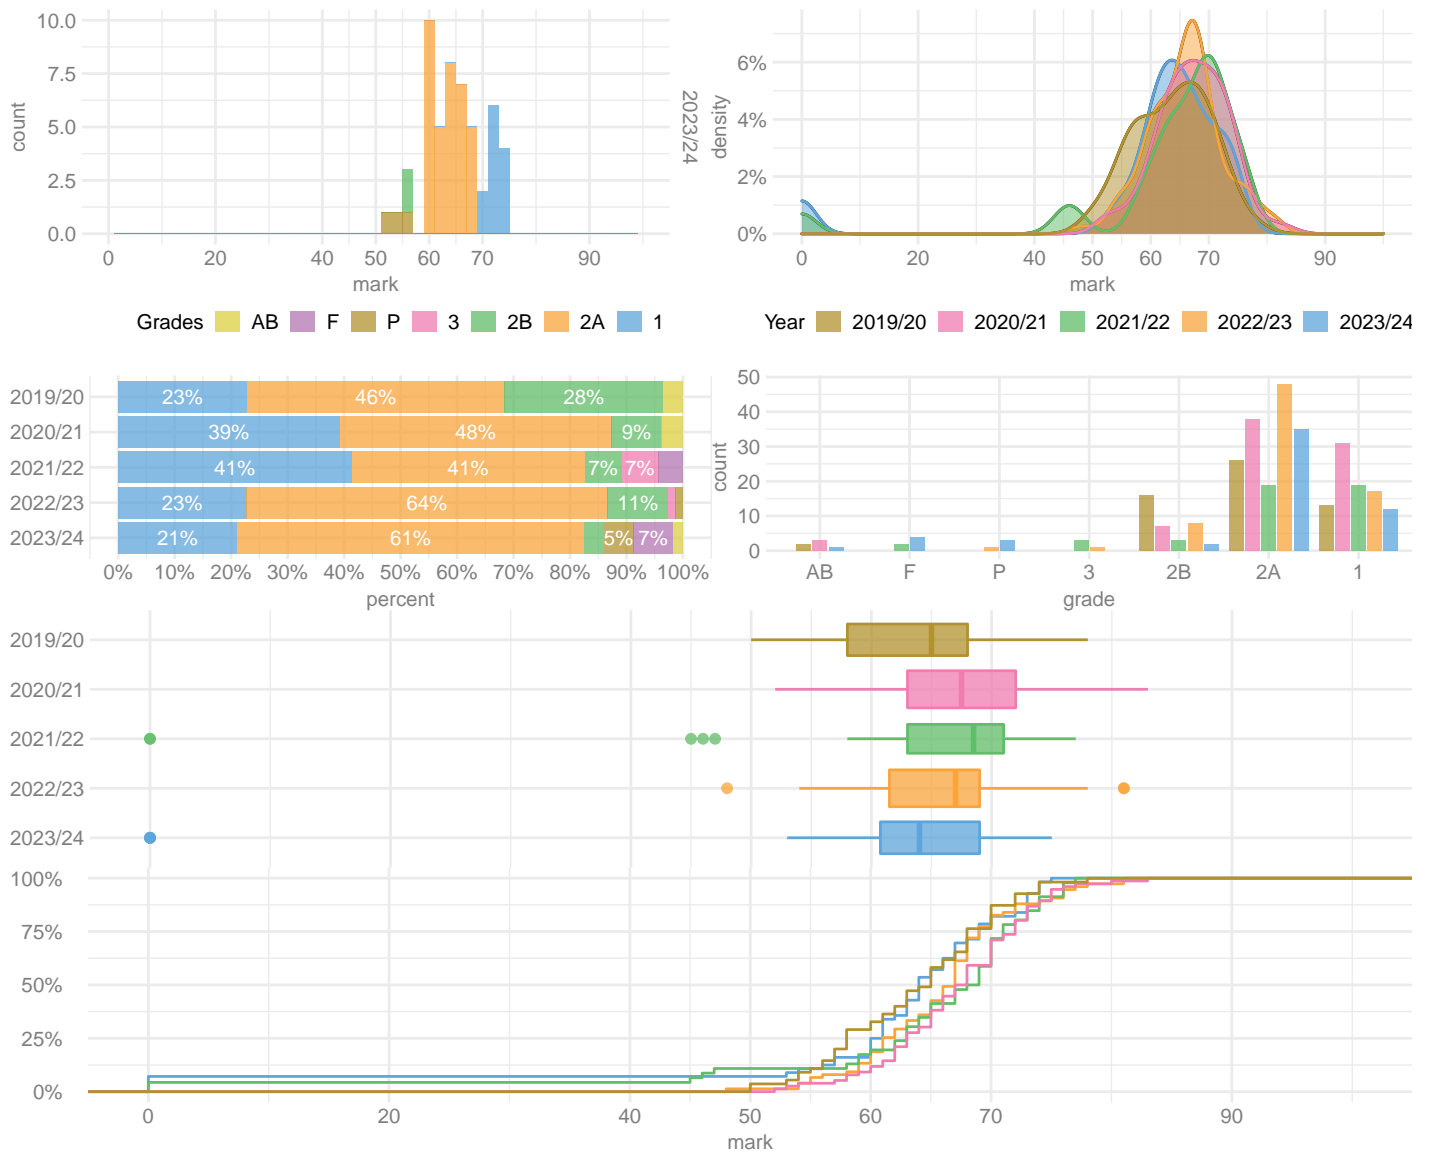 10.0
7.5
5.0
2.5
0.0
count
0 20 40 60 70 90
mark
2023/24
6%
4%
2%
0%
density
0 20 40 50 60 70 90
mark
Grades AB F P 3 2B 2A 1
Year 2019/20 2020/21 2021/22 2022/23 2023/24
2019/20 23% 46% 28%
2020/21 39% 48% 9%
2021/22 41% 41% 7% 7%
2022/23 23% 64% 11%
2023/24 21% 61% 5% 7%
0% 10% 20% 30% 40% 50% 60% 70% 80% 90% 100%
percent
50
40
30
20
10
0
count
AB F P 3 2B 2A 1
grade
2019/20
2020/21
2021/22
2022/23
2023/24
100%
75%
50%
25%
0%
0 20 40 50 60 70 90
mark